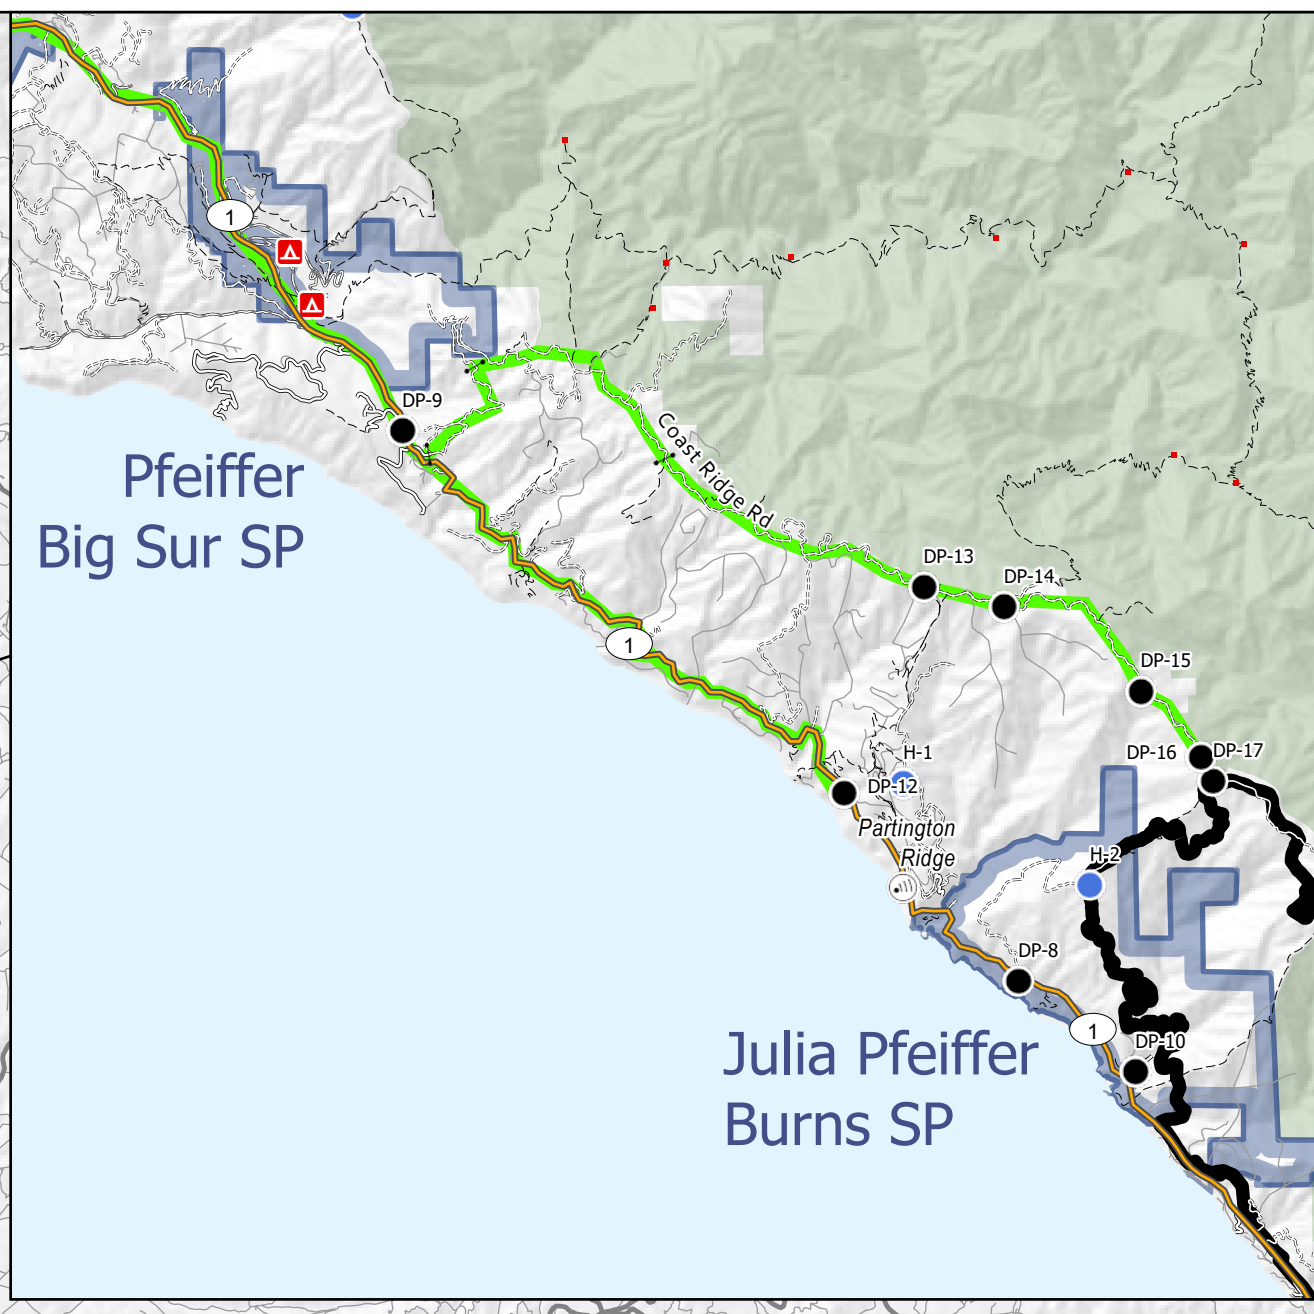 1
DP-9
Pfeiffer
Big Sur SP
Coast Ridge Rd
DP-13
DP-14
1
DP-15
DP-16
DP-17
H-1
DP-12
Partington
Ridge
H-2
DP-8
1
DP-10
Julia Pfeiffer
Burns SP